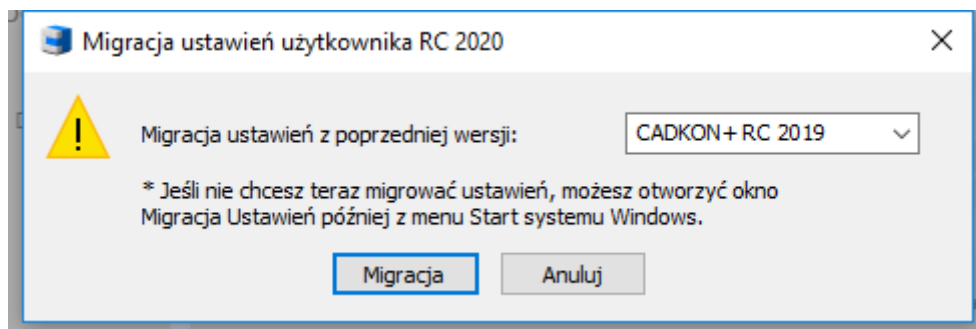 Migracja ustawień użytkownika RC 2020
Migracja ustawień z poprzedniej wersji: CADKON+RC 2019
* Jeśli nie chcesz teraz migrować ustawień, możesz otworzyć okno
Migracja Ustawień później z menu Start systemu Windows.
Migracja Anuluj